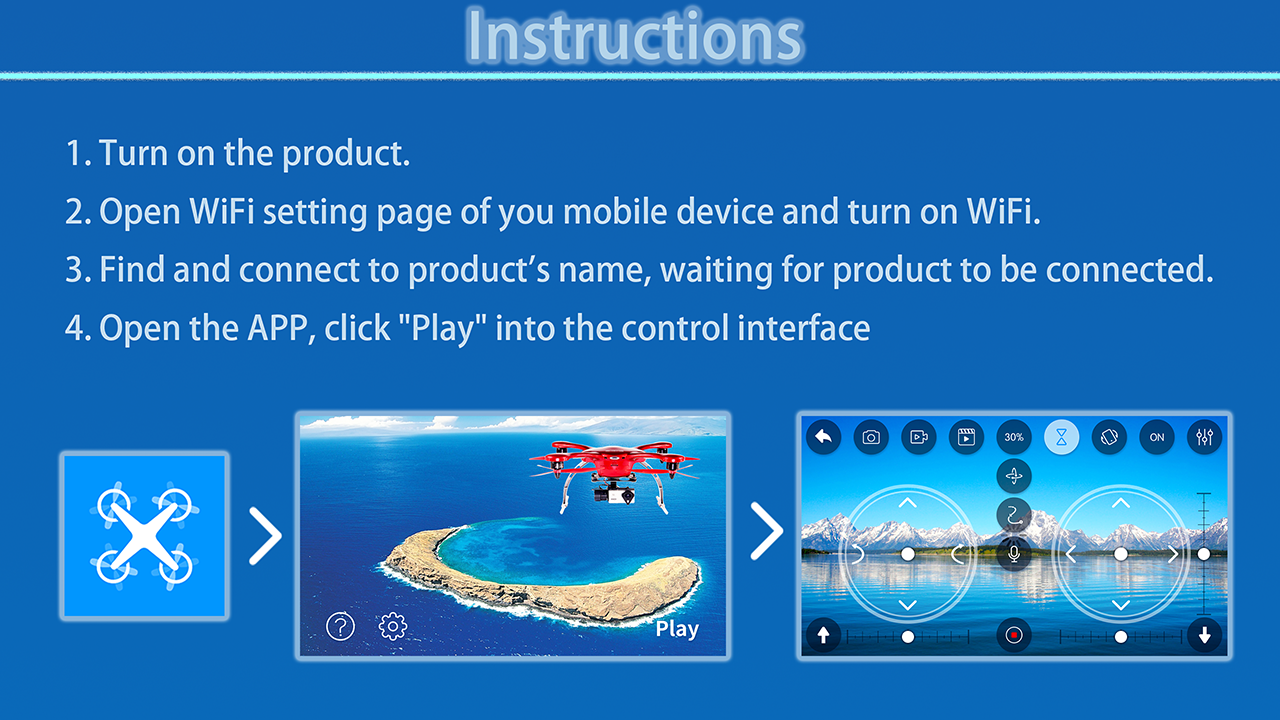 Instructions
1. Turn on the product.
2. Open WiFi setting page of you mobile device and turn on WiFi.
3. Find and connect to product’s name, waiting for product to be connected.
4. Open the APP, click "Play" into the control interface
30%
ON
?
Play